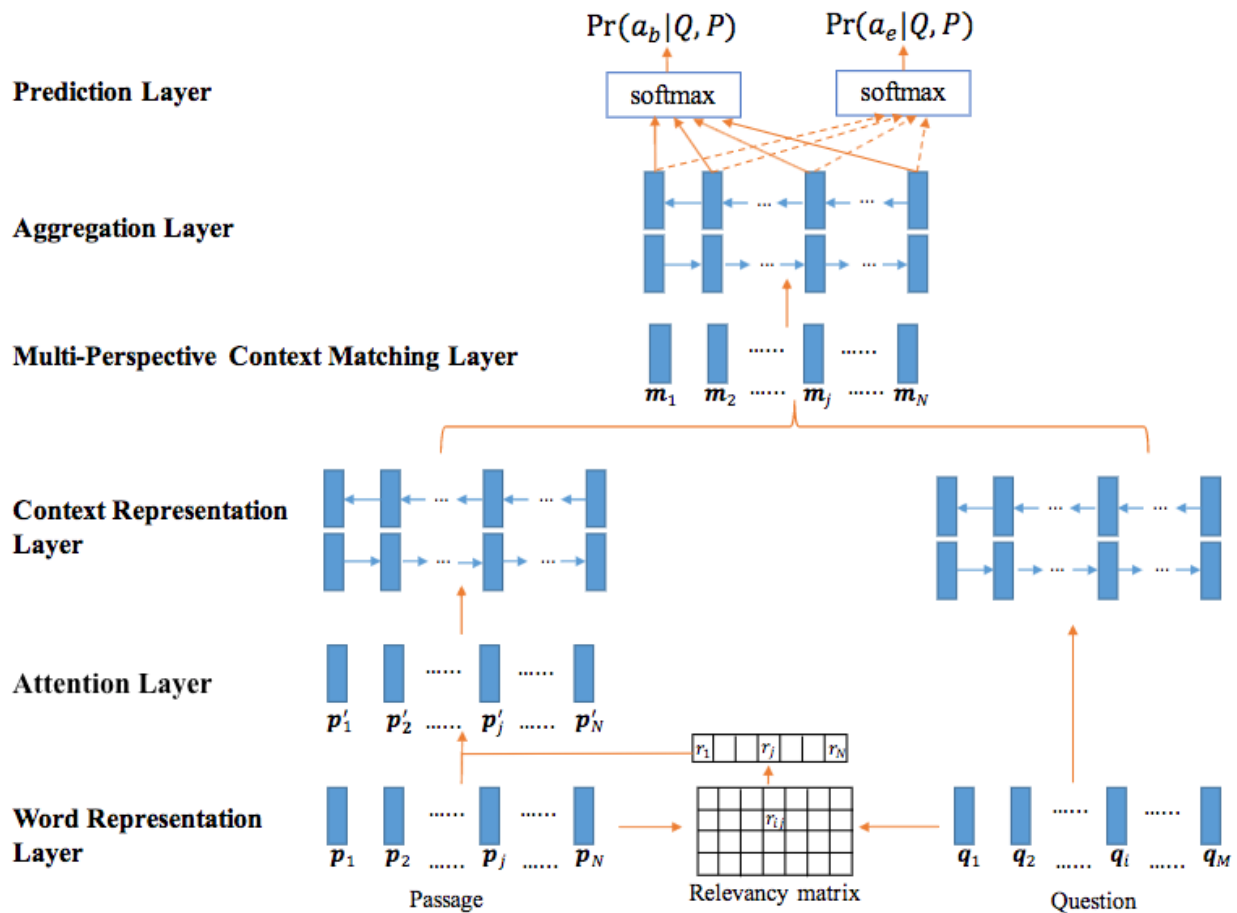 Pr(a_b|Q, P) Pr(a_e|Q, P)
Prediction Layer
softmax softmax
Aggregation Layer
... ...
... ...
Multi-Perspective Context Matching Layer
...... ......
m_1 m_2 ...... m_j ...... m_N
Context Representation Layer
... ... ... ...
... ... ... ...
Attention Layer
...... ......
p'_1 p'_2 ...... p'_j ...... p'_N
r_1 r_j r_N
Word Representation Layer
...... ...... r_ij ...... ......
p_1 p_2 ...... p_j ...... p_N q_1 q_2 ...... q_i ...... q_M
Passage Relevancy matrix Question